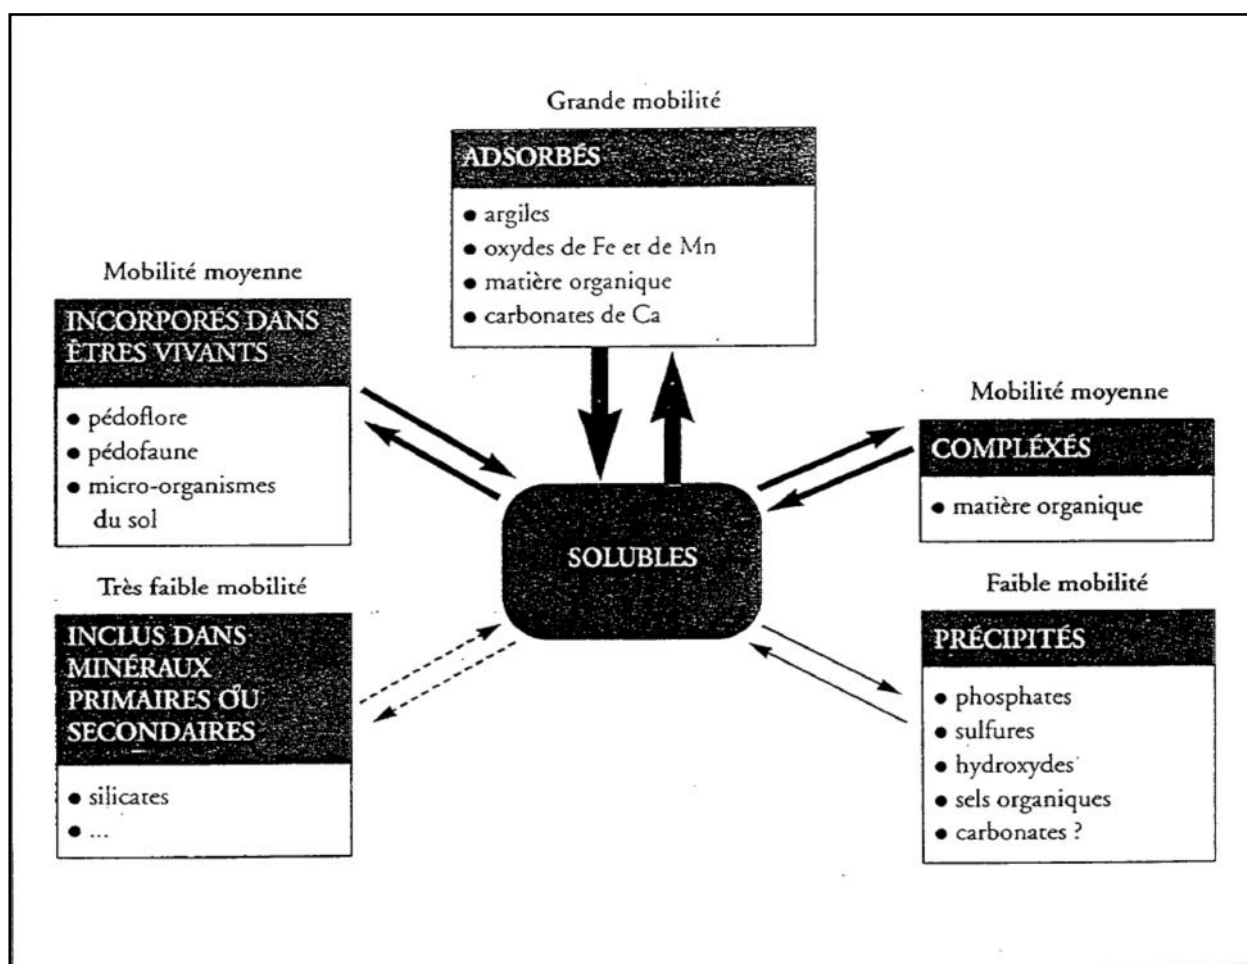 Grande mobilité
ADSORBÉS
• argiles
• oxydes de Fe et de Mn
• matière organique
• carbonates de Ca
Mobilité moyenne
INCORPORÉS DANS
ÊTRES VIVANTS
• pédoflore
• pédofaune
• micro-organismes
du sol
Mobilité moyenne
COMPLÉXÉS
• matière organique
SOLUBLES
Très faible mobilité
INCLUS DANS
MINÉRAUX
PRIMAIRES OU
SECONDAIRES
• silicates
• ...
Faible mobilité
PRÉCIPITÉS
• phosphates
• sulfures
• hydroxydes
• sels organiques
• carbonates ?